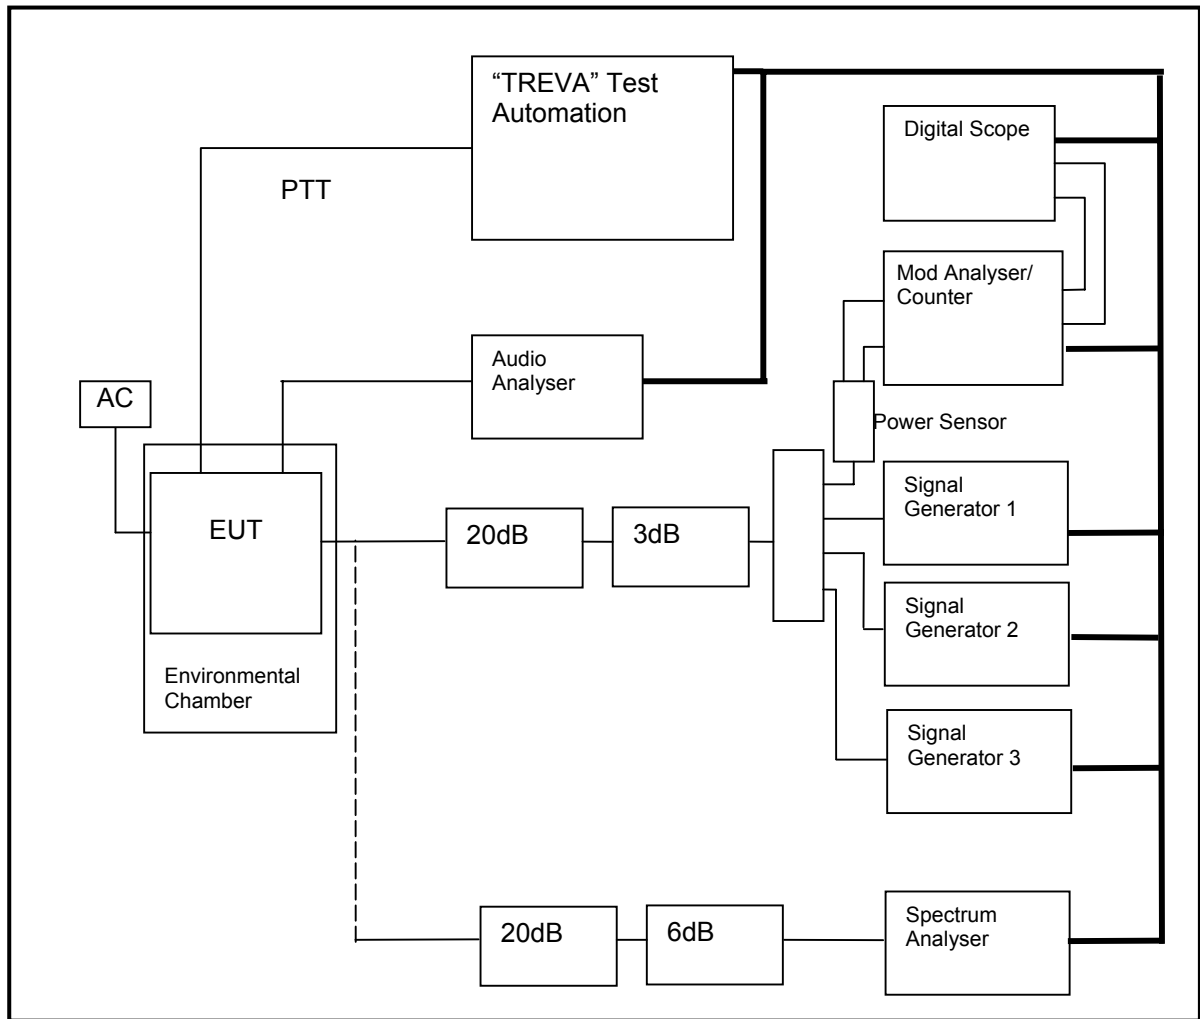 “TREVA” Test
Automation
Digital Scope
PTT
Mod Analyser/
Counter
Audio
Analyser
AC
Power Sensor
EUT
20dB
3dB
Signal
Generator 1
Signal
Generator 2
Environmental
Chamber
Signal
Generator 3
20dB
6dB
Spectrum
Analyser